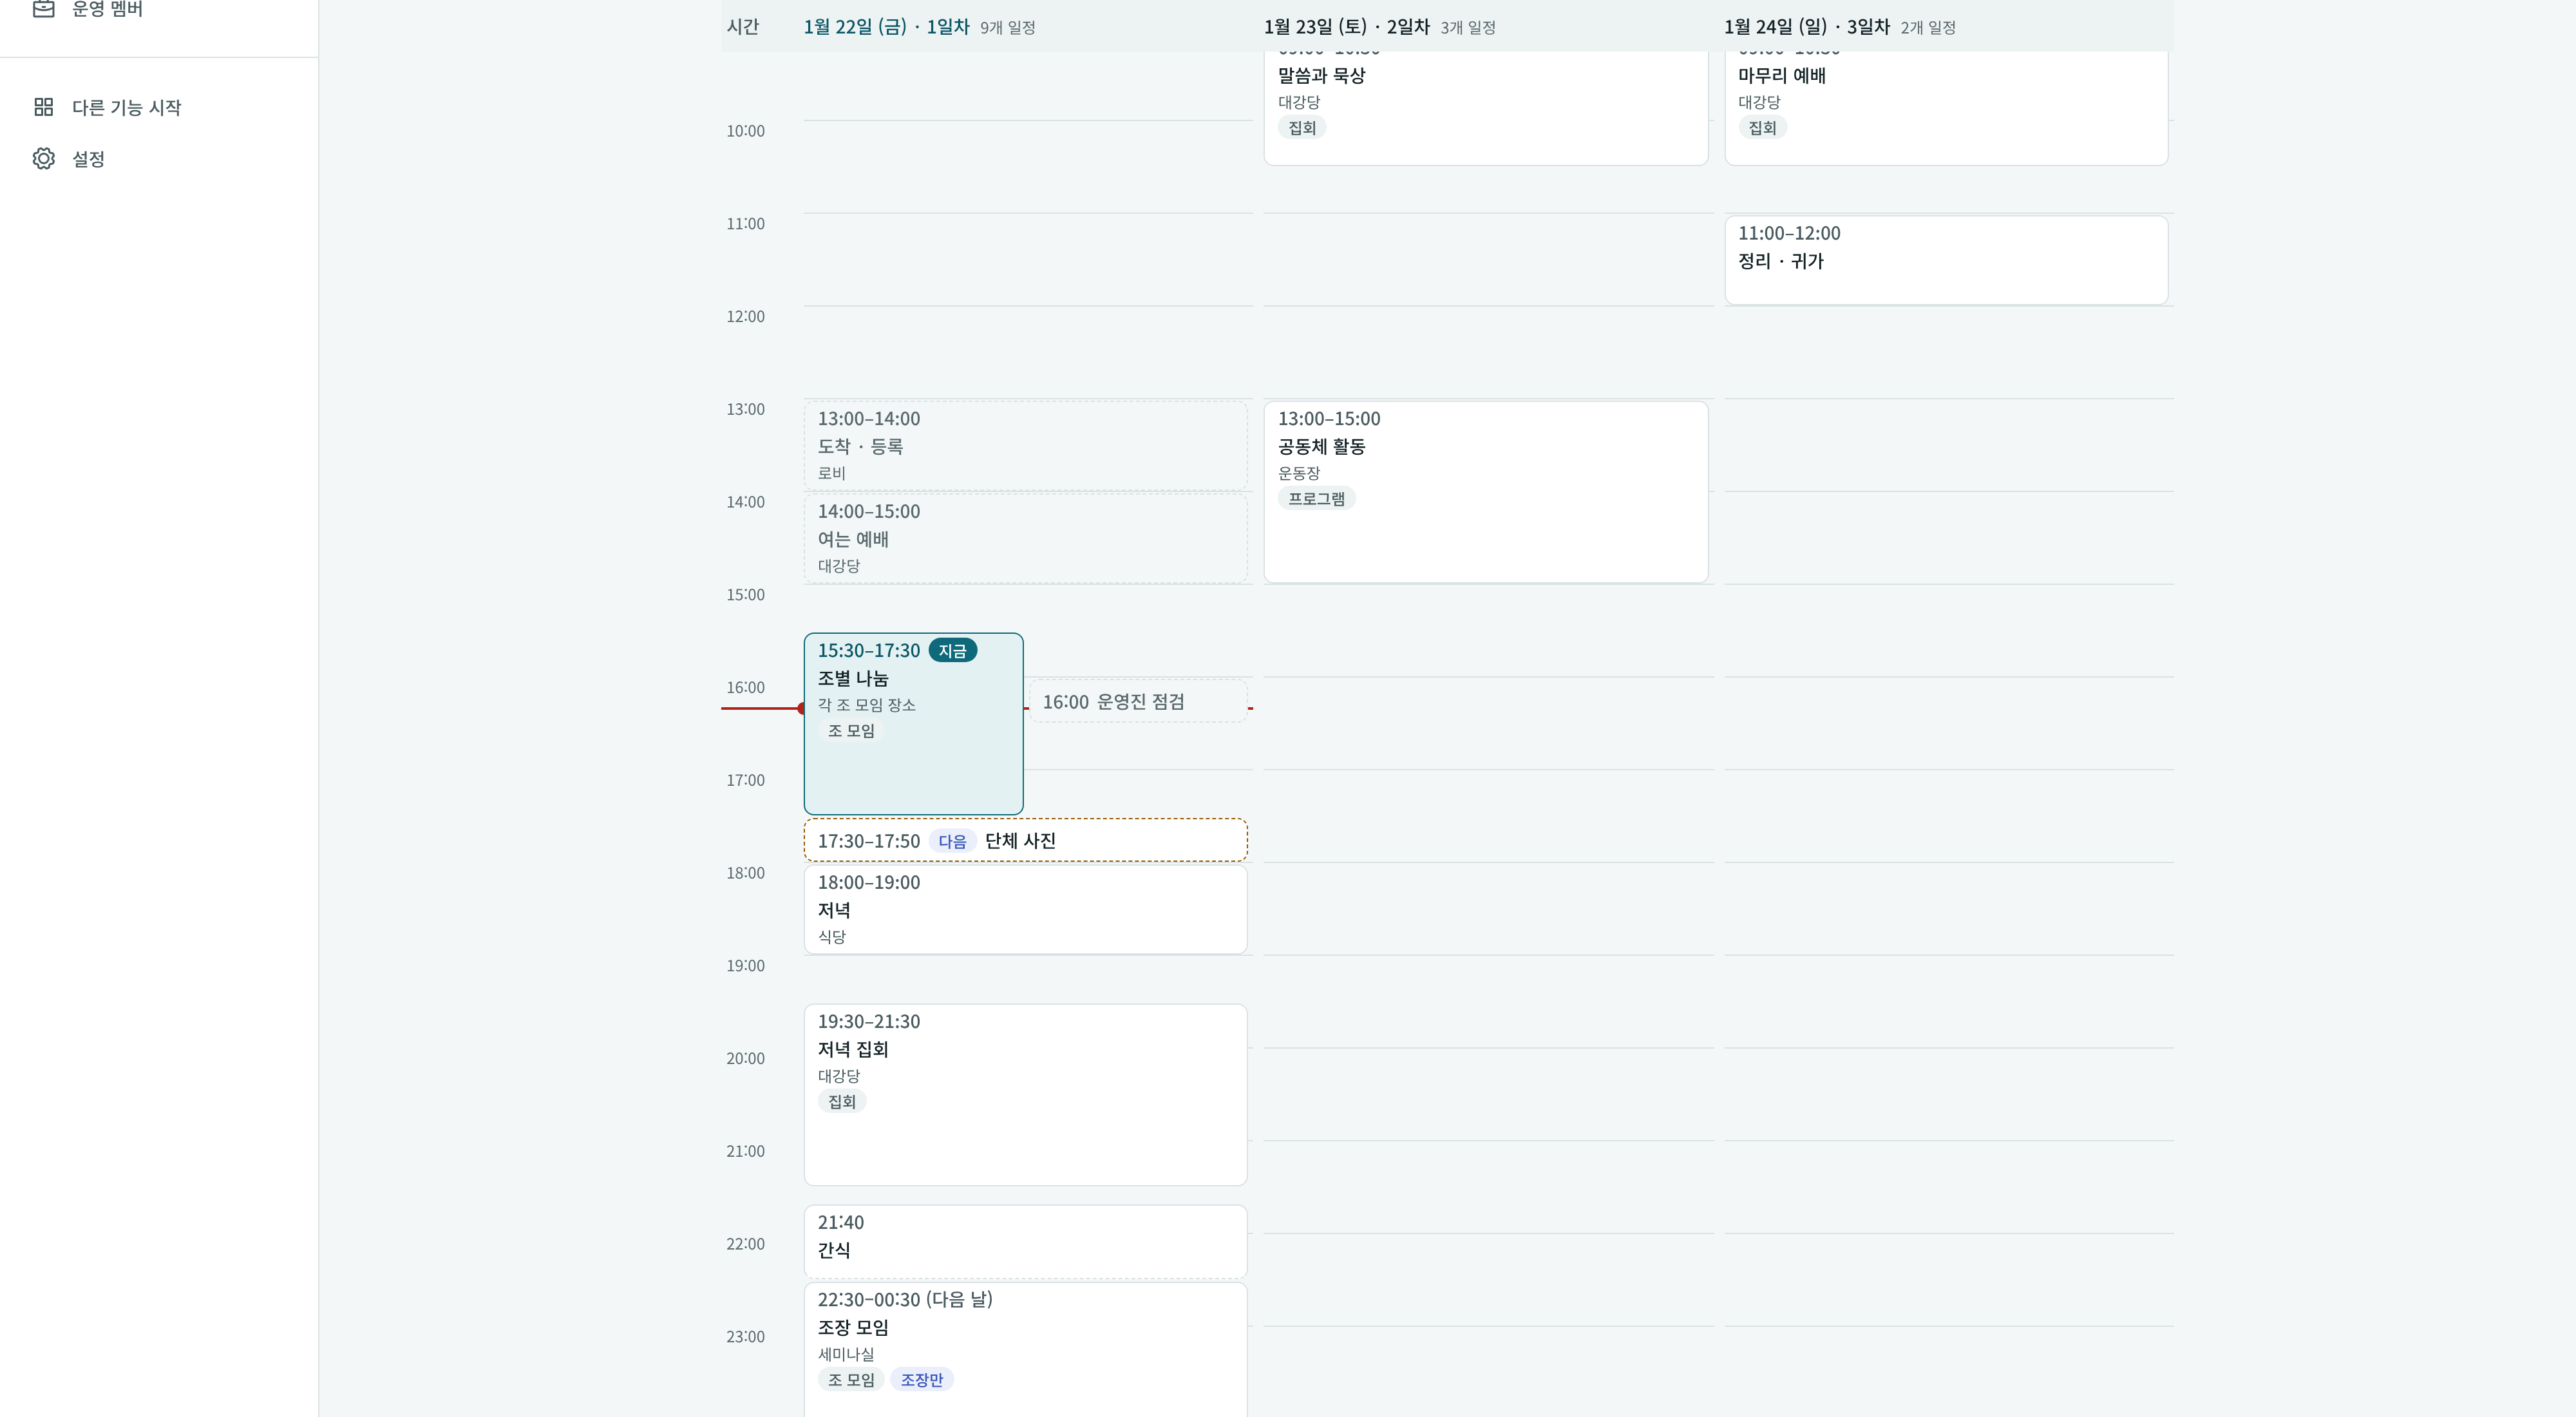 운영 멤버
다른 기능 시작
설정
시간
1월 22일 (금) · 1일차 9개 일정
1월 23일 (토) · 2일차 3개 일정
1월 24일 (일) · 3일차 2개 일정
말씀과 묵상
대강당
집회
마무리 예배
대강당
집회
10:00
11:00
11:00–12:00
정리 · 귀가
12:00
13:00
13:00–14:00
도착 · 등록
로비
13:00–15:00
공동체 활동
운동장
프로그램
14:00
14:00–15:00
여는 예배
대강당
15:00
15:30–17:30 지금
조별 나눔
각 조 모임 장소
조 모임
16:00
16:00 운영진 점검
17:00
17:30–17:50 다음 단체 사진
18:00
18:00–19:00
저녁
식당
19:00
19:30–21:30
저녁 집회
대강당
집회
20:00
21:00
21:40
간식
22:00
22:30–00:30 (다음 날)
조장 모임
세미나실
조 모임 조장만
23:00